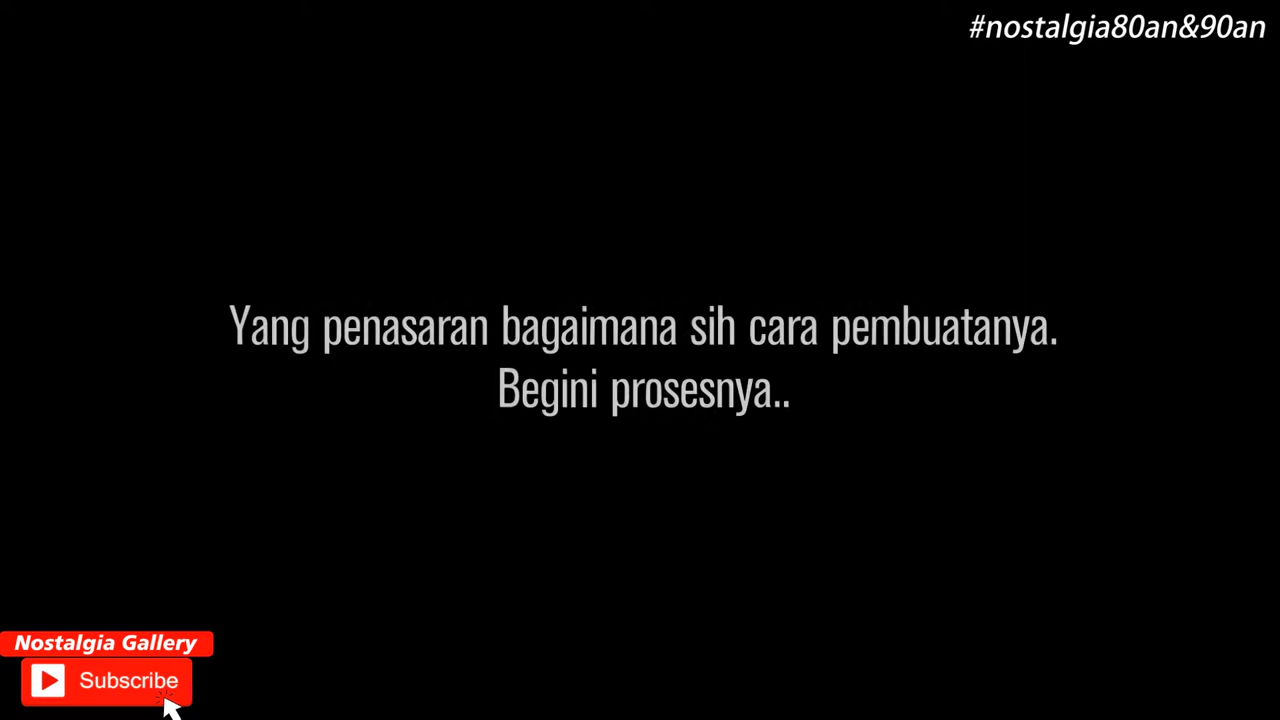 #nostalgia80an&90an
Yang penasaran bagaimana sih cara pembuatanya.
Begini prosesnya..
Nostalgia Gallery
Subscribe